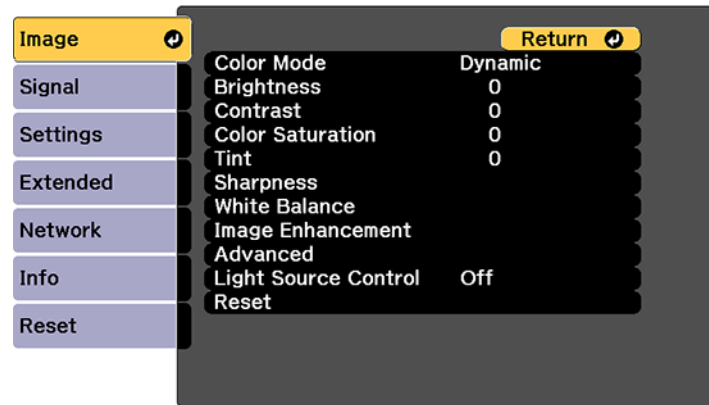 Image
Signal
Settings
Extended
Network
Info
Reset
Return
Color Mode Dynamic
Brightness 0
Contrast 0
Color Saturation 0
Tint 0
Sharpness
White Balance
Image Enhancement
Advanced
Light Source Control Off
Reset